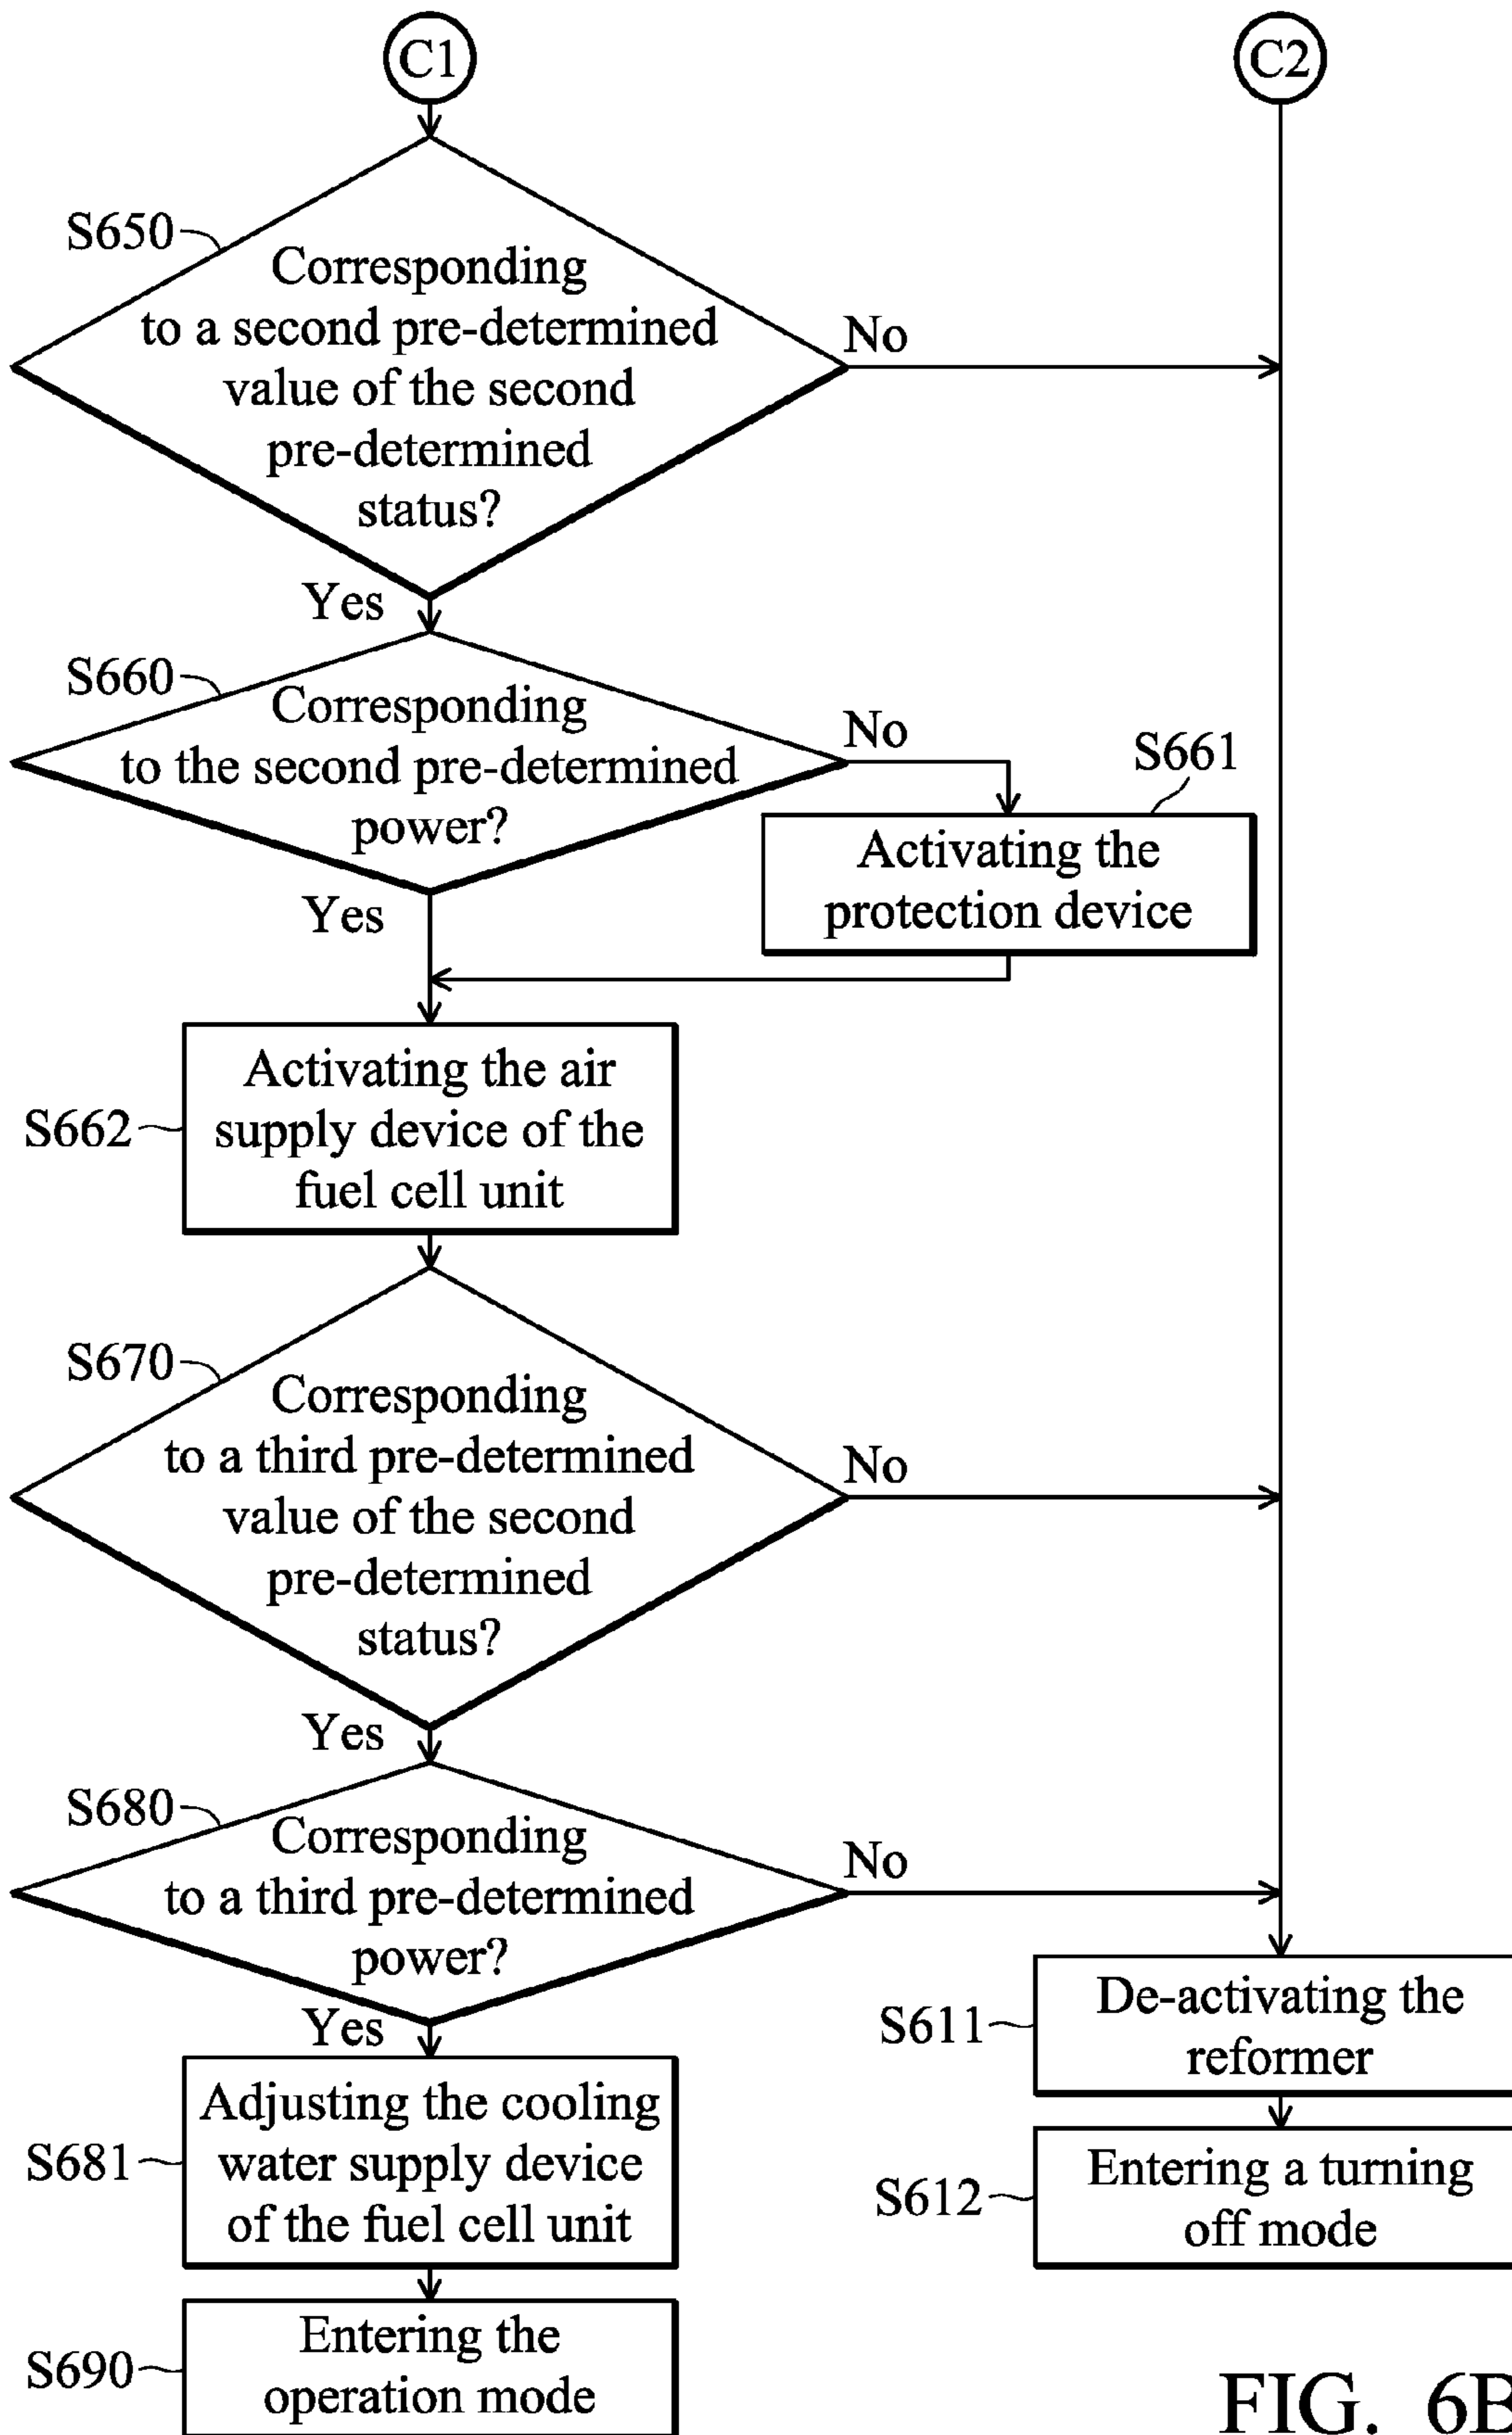 C1
C2
S650
Corresponding
to a second pre-determined
value of the second
pre-determined
status?
No
Yes
S660
Corresponding
to the second pre-determined
power?
No
S661
Activating the
protection device
Yes
S662
Activating the air
supply device of the
fuel cell unit
S670
Corresponding
to a third pre-determined
value of the second
pre-determined
status?
No
Yes
S680
Corresponding
to a third pre-determined
power?
No
Yes
S611
De-activating the
reformer
S681
Adjusting the cooling
water supply device
of the fuel cell unit
S612
Entering a turning
off mode
S690
Entering the
operation mode
FIG. 6B